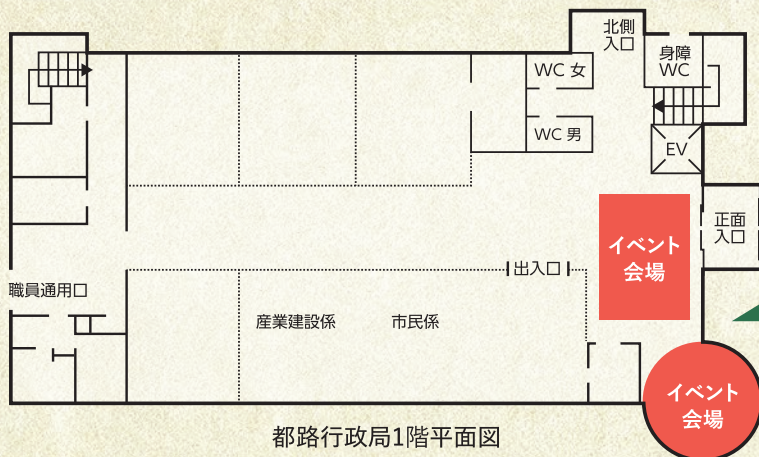 北側
入口
身障
WC
WC 女
WC 男
EV
正面
入口
イベント
会場
出入口
職員通用口
産業建設係
市民係
イベント
会場
都路行政局1階平面図